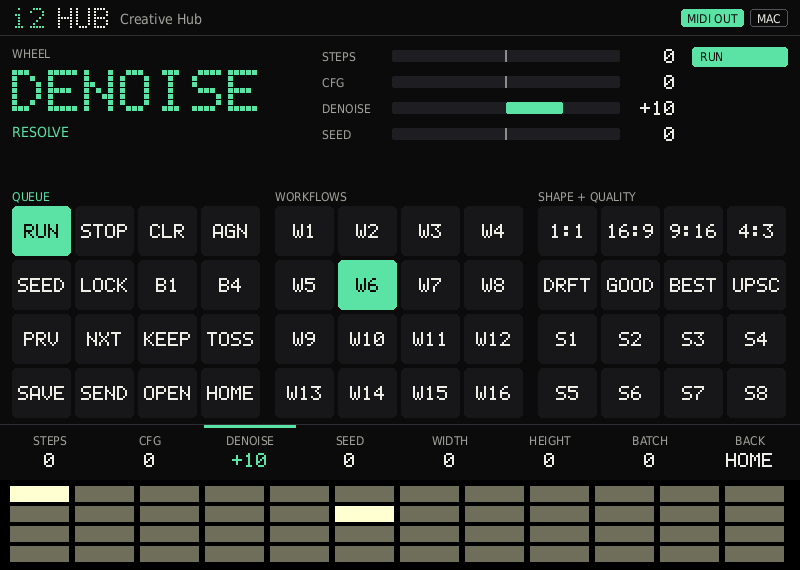 i2 HUB Creative Hub MIDI OUT MAC
WHEEL
DENOISE
RESOLVE
STEPS 0 RUN
CFG 0
DENOISE +10
SEED 0
QUEUE WORKFLOWS SHAPE + QUALITY
RUN STOP CLR AGN W1 W2 W3 W4 1:1 16:9 9:16 4:3
SEED LOCK B1 B4 W5 W6 W7 W8 DRFT GOOD BEST UPSC
PRV NXT KEEP TOSS W9 W10 W11 W12 S1 S2 S3 S4
SAVE SEND OPEN HOME W13 W14 W15 W16 S5 S6 S7 S8
STEPS CFG DENOISE SEED WIDTH HEIGHT BATCH BACK
0 0 +10 0 0 0 0 HOME